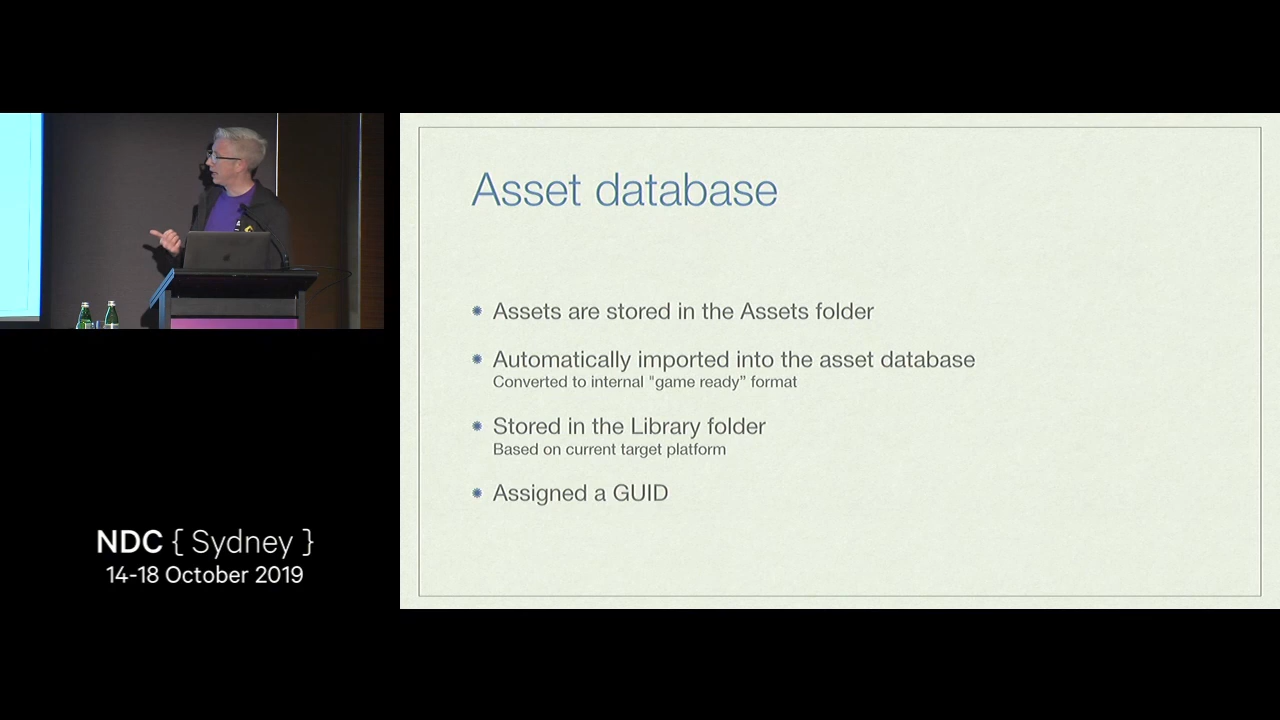 Asset database
Assets are stored in the Assets folder
Automatically imported into the asset database
Converted to internal "game ready” format
Stored in the Library folder
Based on current target platform
Assigned a GUID
NDC { Sydney }
14-18 October 2019